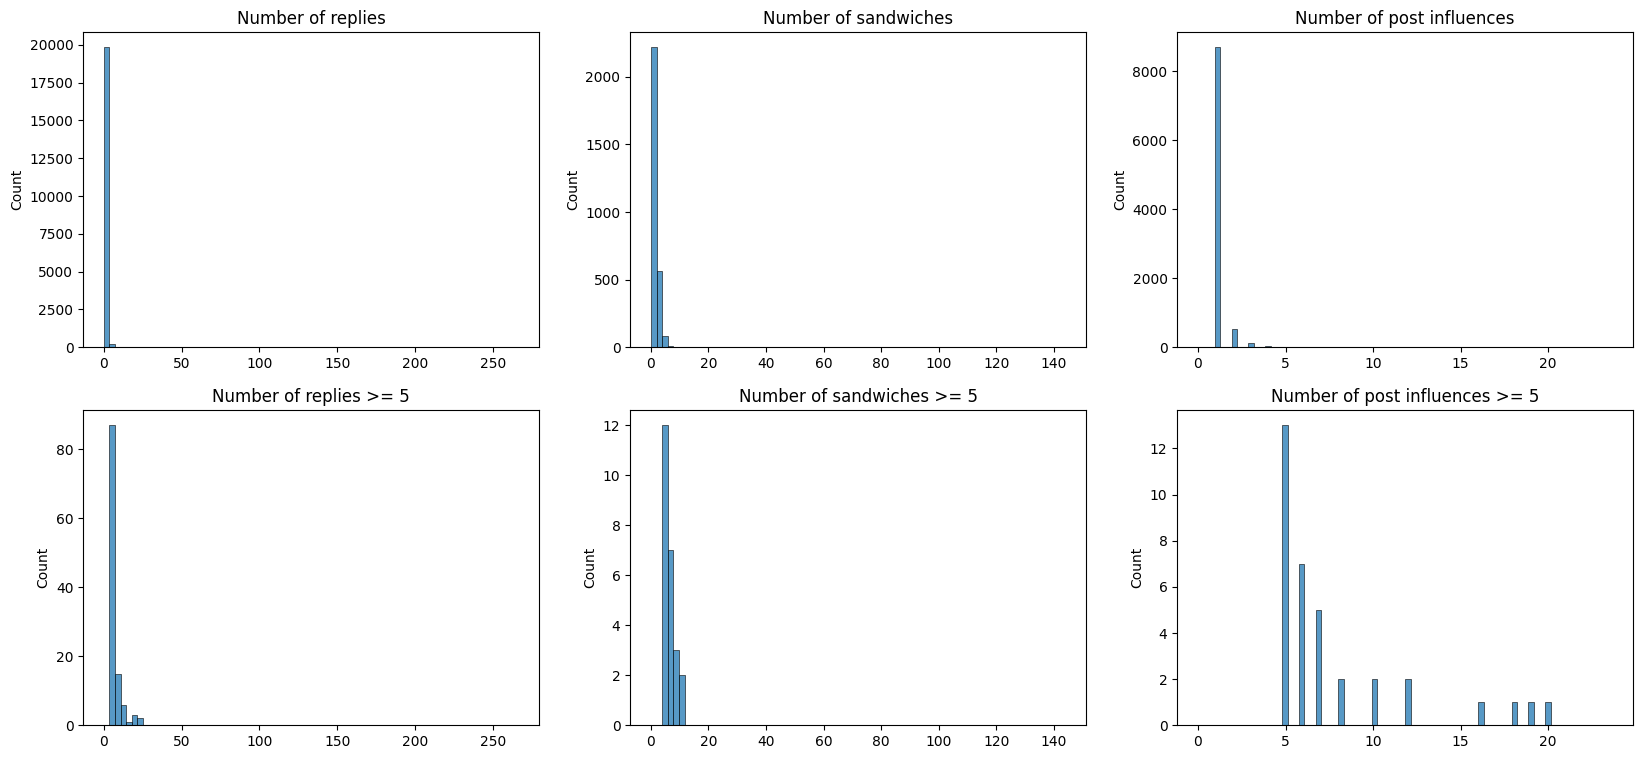 Number of replies
Count
20000
17500
15000
12500
10000
7500
5000
2500
0
0 50 100 150 200 250
Number of sandwiches
Count
2000
1500
1000
500
0
0 20 40 60 80 100 120 140
Number of post influences
Count
8000
6000
4000
2000
0
0 5 10 15 20
Number of replies >= 5
Count
80
60
40
20
0
0 50 100 150 200 250
Number of sandwiches >= 5
Count
12
10
8
6
4
2
0
0 20 40 60 80 100 120 140
Number of post influences >= 5
Count
12
10
8
6
4
2
0
0 5 10 15 20